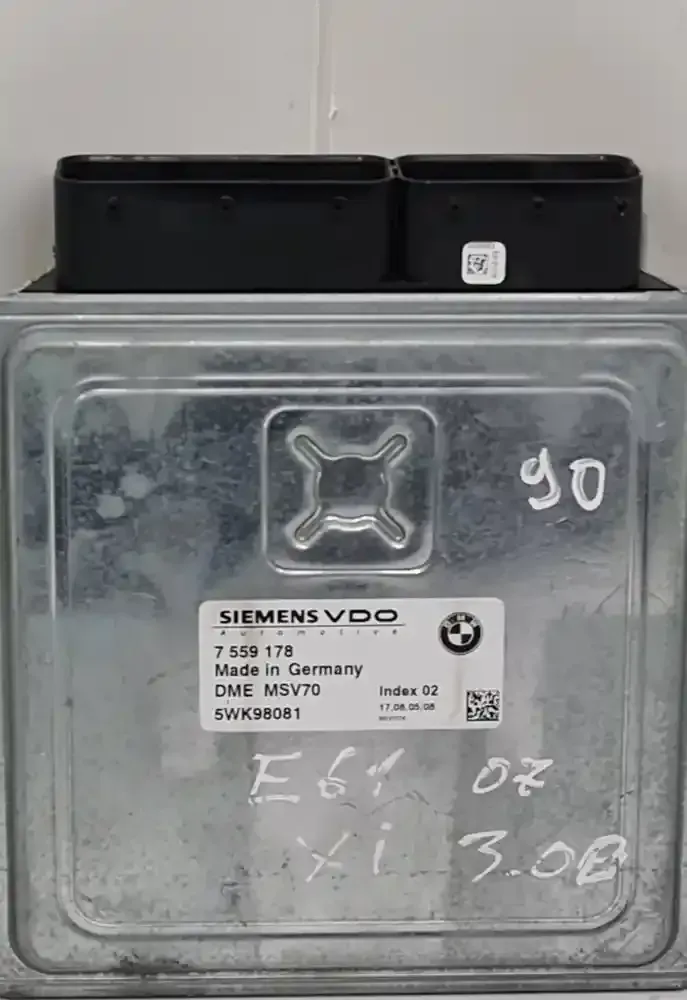 90
SIEMENS VDO
Automotive
7 559 178
Made in Germany
DME MSV70 Index 02
5WK98081 17.08.05.08
BMW
E61 07
xi 3.0B